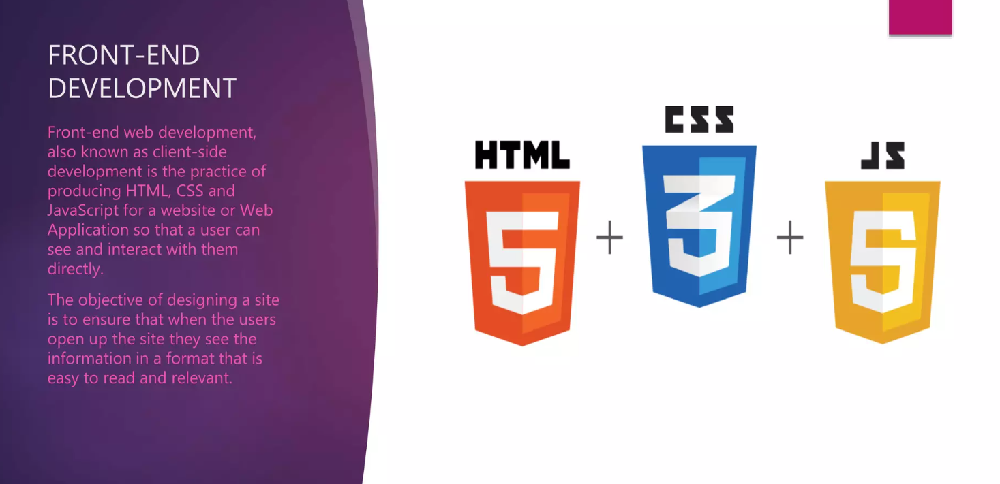 FRONT-END
DEVELOPMENT
Front-end web development,
also known as client-side
development is the practice of
producing HTML, CSS and
JavaScript for a website or Web
Application so that a user can
see and interact with them
directly.
The objective of designing a site
is to ensure that when the users
open up the site they see the
information in a format that is
easy to read and relevant.
HTML
5
+
CSS
3
+
JS
5